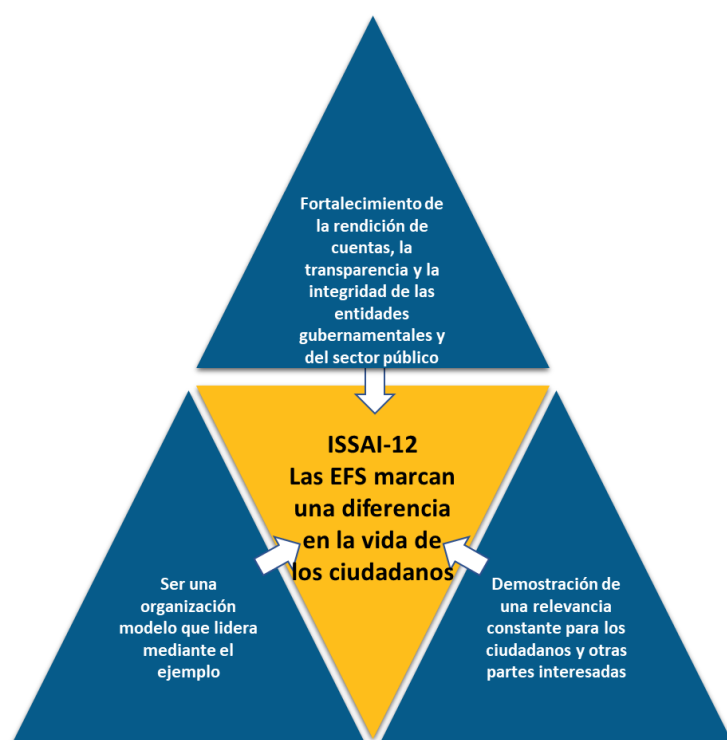 Fortalecimiento de
la rendición de
cuentas, la
transparencia y la
integridad de las
entidades
gubernamentales y
del sector público
ISSAI-12
Las EFS marcan
una diferencia
en la vida de
los ciudadanos
Ser una
organización
modelo que lidera
mediante el
ejemplo
Demostración de
una relevancia
constante para los
ciudadanos y otras
partes interesadas